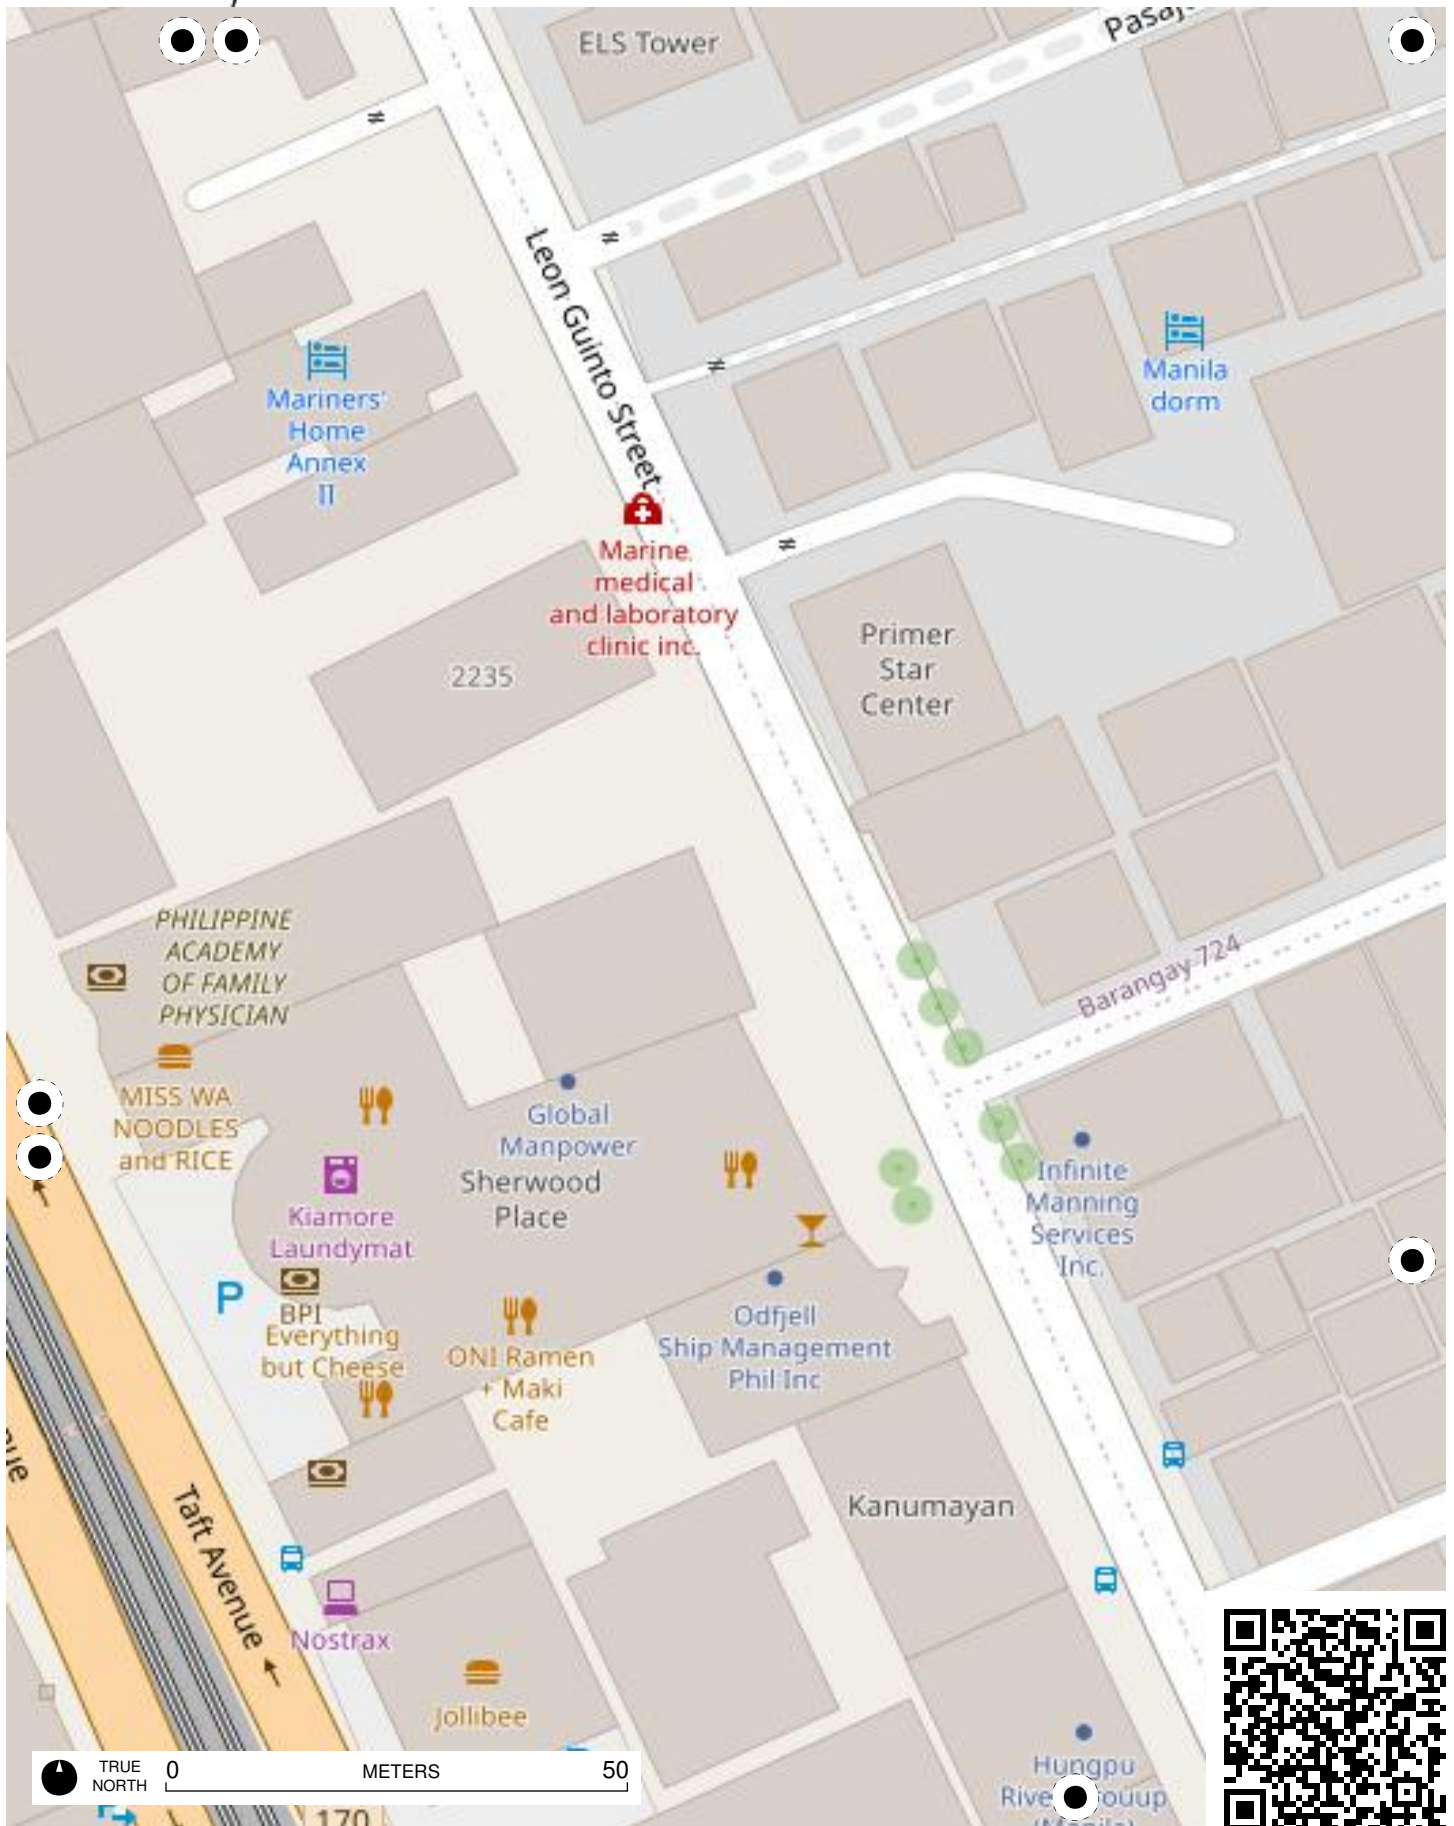 ELS Tower
Leon Guinto Street
Mariners'
Home
Annex
II
Manila
dorm
Marine
medical
and laboratory
clinic inc.
2235
Primer
Star
Center
PHILIPPINE
ACADEMY
OF FAMILY
PHYSICIAN
Barangay 724
MISS WA
NOODLES
and RICE
Global
Manpower
Sherwood
Place
Kiamore
Laundymat
Infinite
Manning
Services
Inc.
P
BPI
Everything
but Cheese
ONI Ramen
+ Maki
Cafe
Odfjell
Ship Management
Phil Inc
Kanumayan
Taft Avenue
Nostrax
Jollibee
Hungpu
(Manila)
TRUE
NORTH
0 METERS 50
170